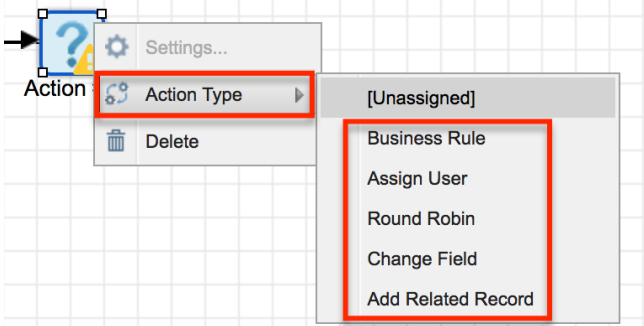 Settings...
Action
Action Type
[Unassigned]
Delete
Business Rule
Assign User
Round Robin
Change Field
Add Related Record